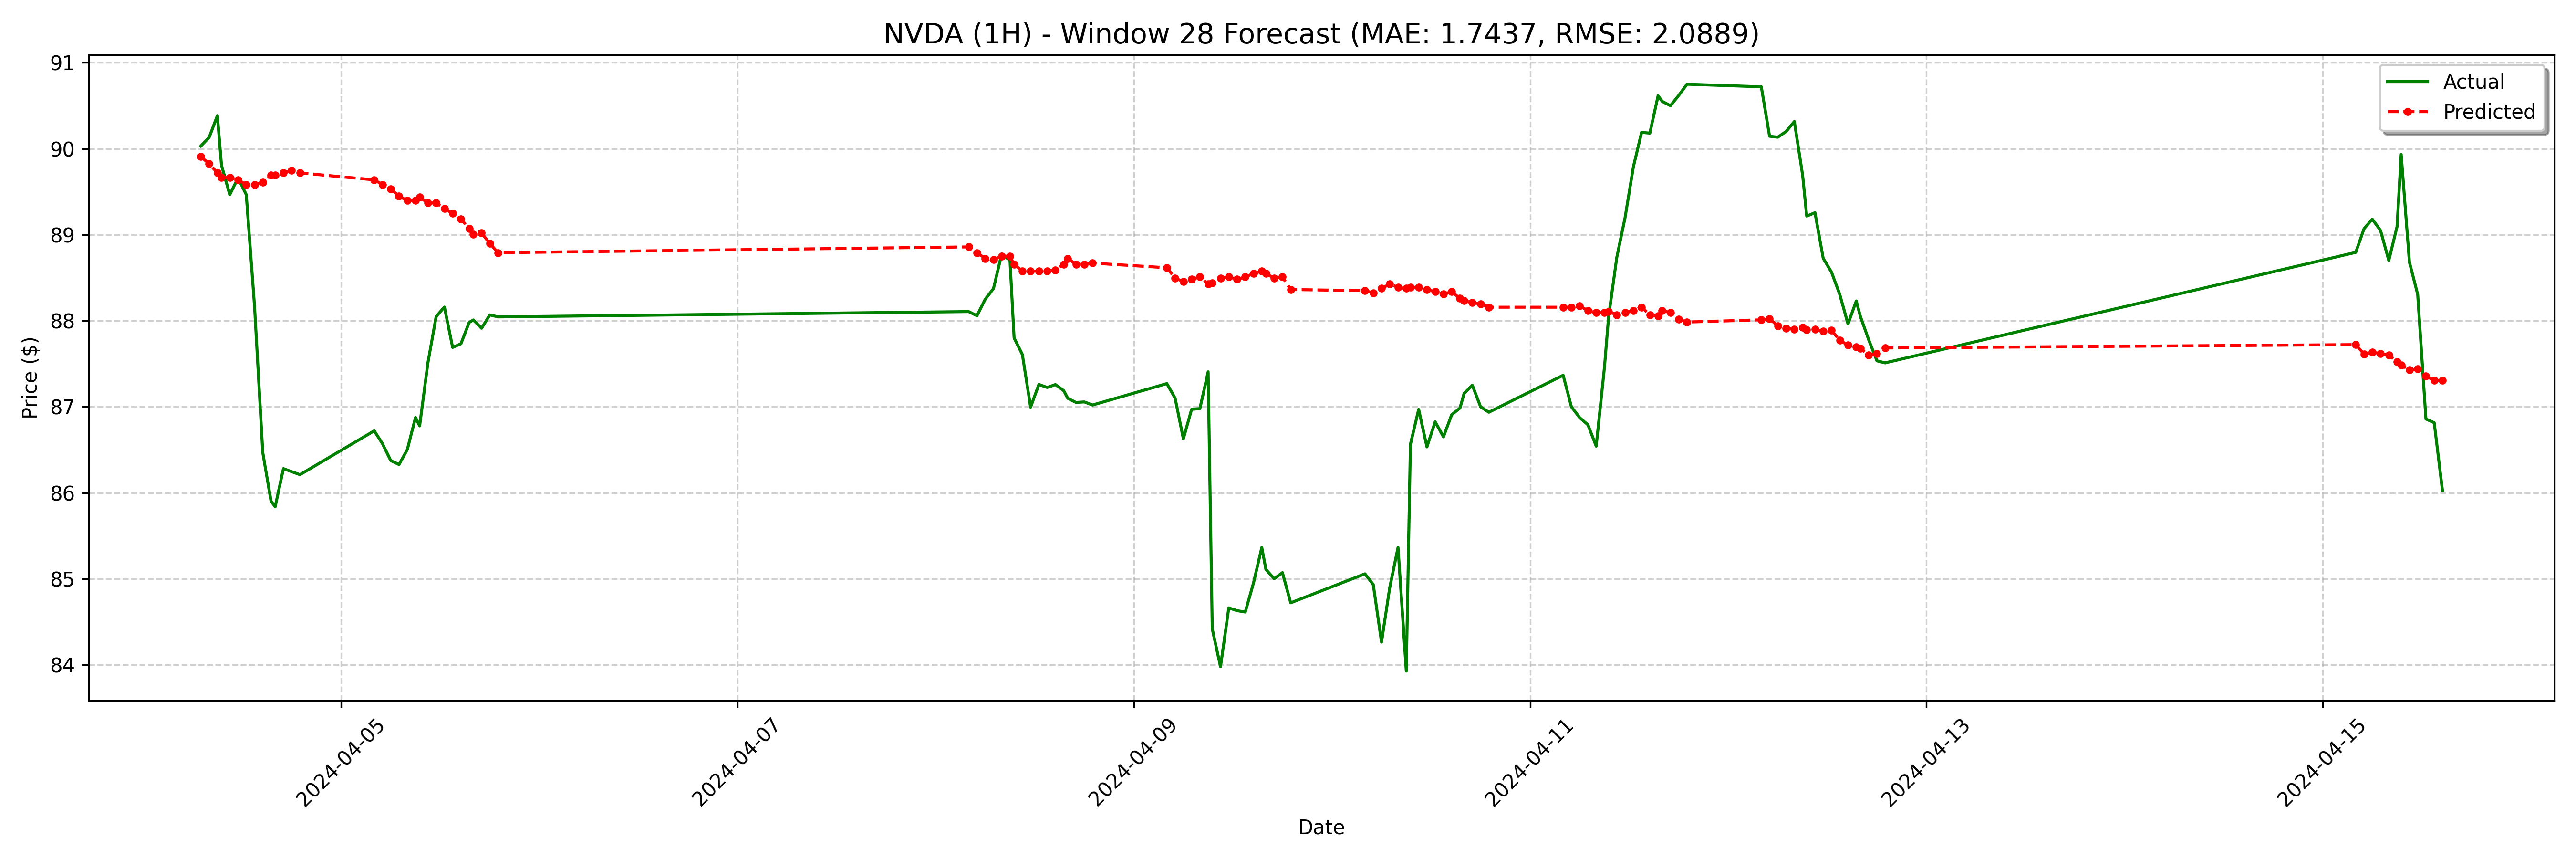 NVDA (1H) - Window 28 Forecast (MAE: 1.7437, RMSE: 2.0889)
Actual
Predicted
Price ($)
91
90
89
88
87
86
85
84
2024-04-05
2024-04-07
2024-04-09
2024-04-11
2024-04-13
2024-04-15
Date